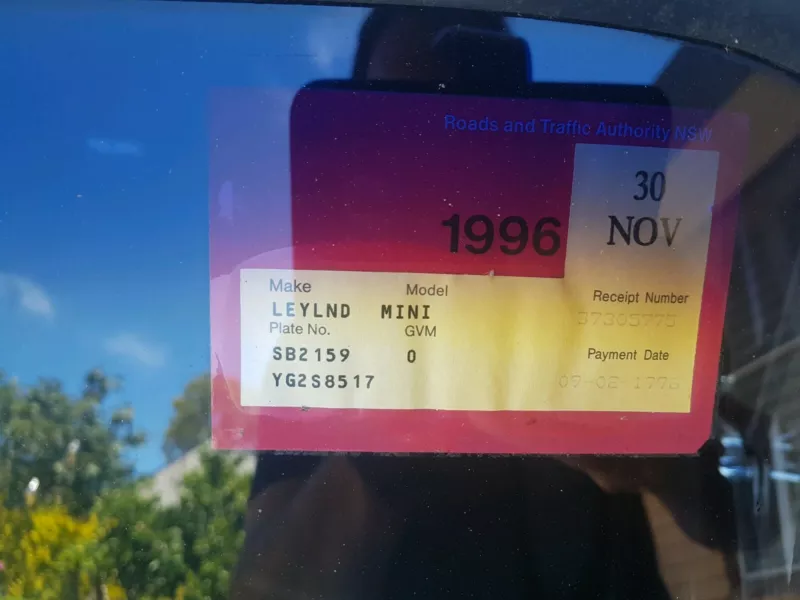 Roads and Traffic Authority NSW
30
NOV
1996
Make Model
LEYLND MINI
Plate No. GVM
SB2159 0
YG2S8517
Receipt Number
37305775
Payment Date